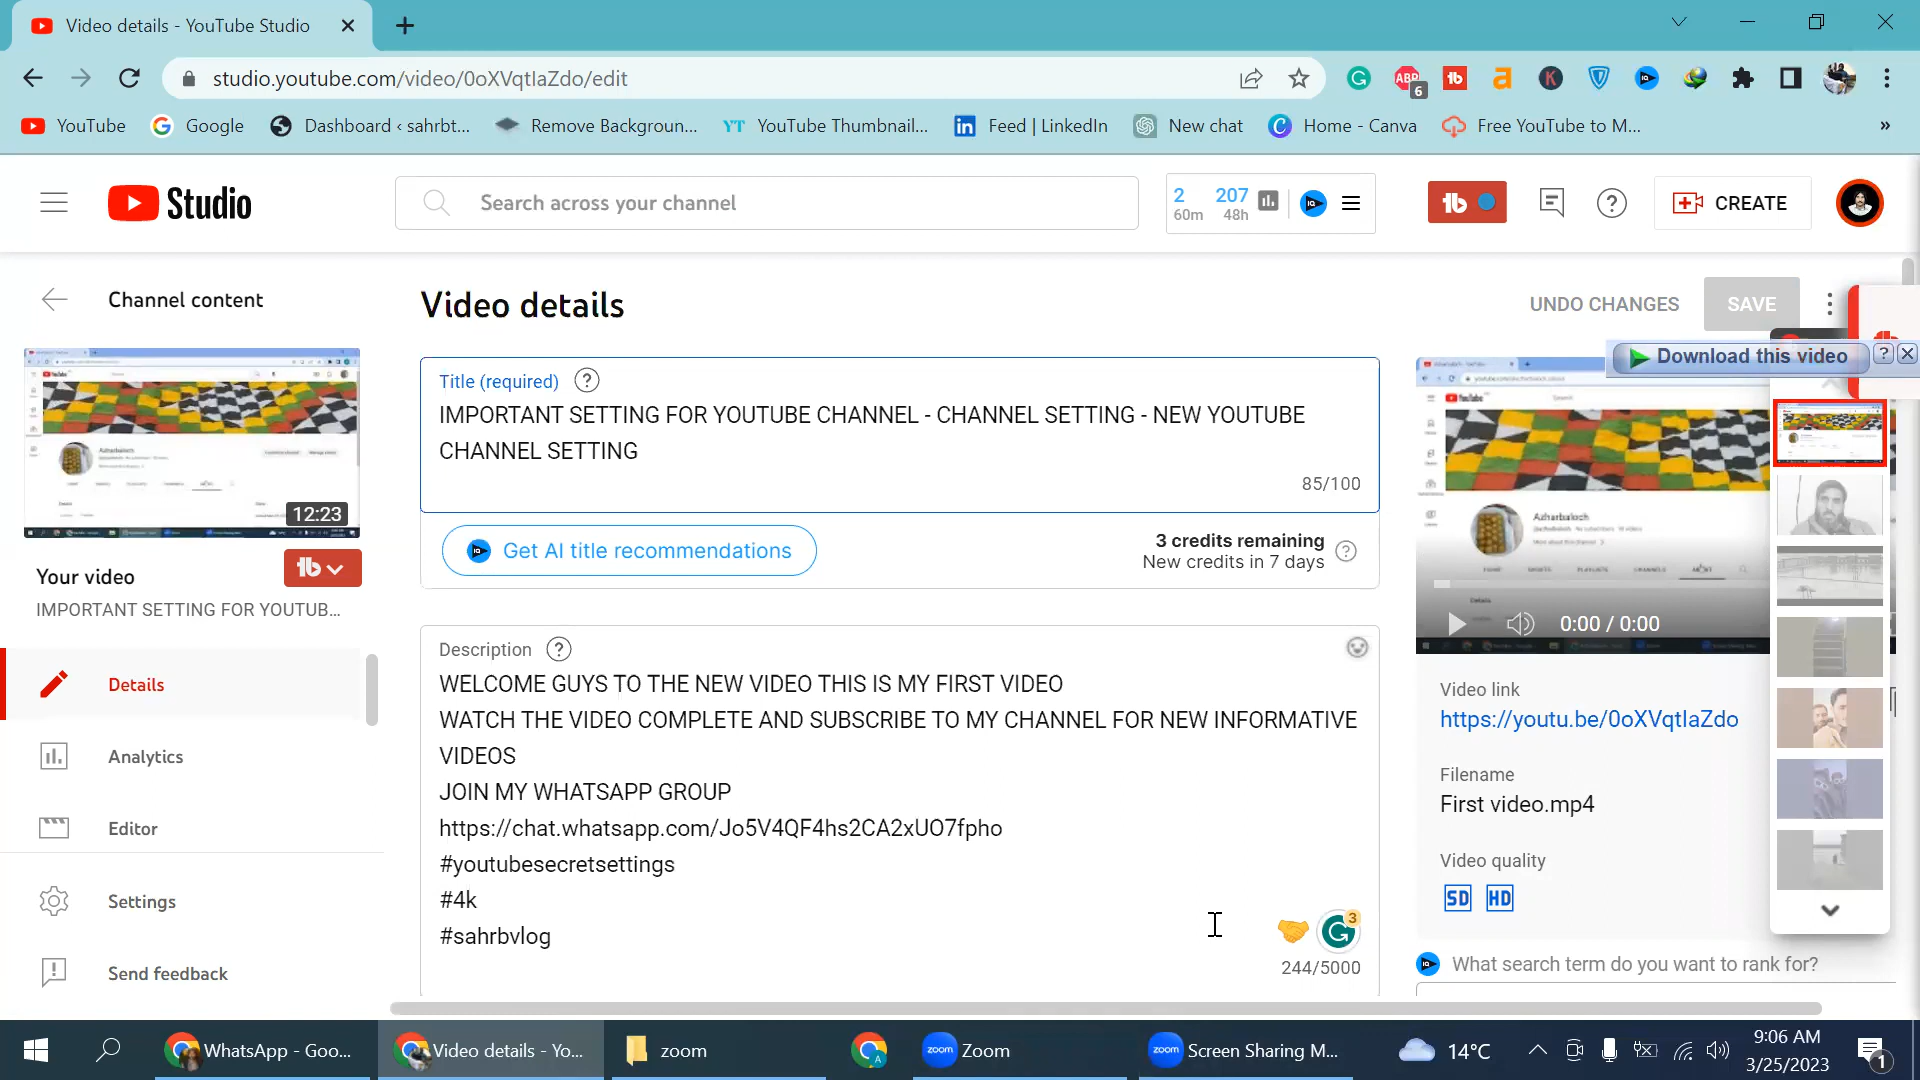 Video details - YouTube Studio
studio.youtube.com/video/0oXVqtIaZdo/edit
ABP
6
YouTube
Google
Dashboard ‹ sahrbt...
Remove Backgroun...
YT
YouTube Thumbnail...
Feed | LinkedIn
New chat
Home - Canva
Free YouTube to M...
Studio
Search across your channel
2
60m
207
48h
CREATE
Channel content
Video details
UNDO CHANGES
SAVE
Download this video
Title (required)
IMPORTANT SETTING FOR YOUTUBE CHANNEL - CHANNEL SETTING - NEW YOUTUBE
CHANNEL SETTING
85/100
Get AI title recommendations
3 credits remaining
New credits in 7 days
12:23
Your video
IMPORTANT SETTING FOR YOUTUB...
Details
Analytics
Editor
Settings
Send feedback
Description
WELCOME GUYS TO THE NEW VIDEO THIS IS MY FIRST VIDEO
WATCH THE VIDEO COMPLETE AND SUBSCRIBE TO MY CHANNEL FOR NEW INFORMATIVE
VIDEOS
JOIN MY WHATSAPP GROUP
https://chat.whatsapp.com/Jo5V4QF4hs2CA2xUO7fpho
#youtubesecretsettings
#4k
#sahrbvlog
3
244/5000
Azharbaloch
0:00 / 0:00
Video link
https://youtu.be/0oXVqtIaZdo
Filename
First video.mp4
Video quality
SD HD
What search term do you want to rank for?
WhatsApp - Goo...
Video details - Yo...
zoom
Zoom
Screen Sharing M...
14°C
9:06 AM
3/25/2023
1